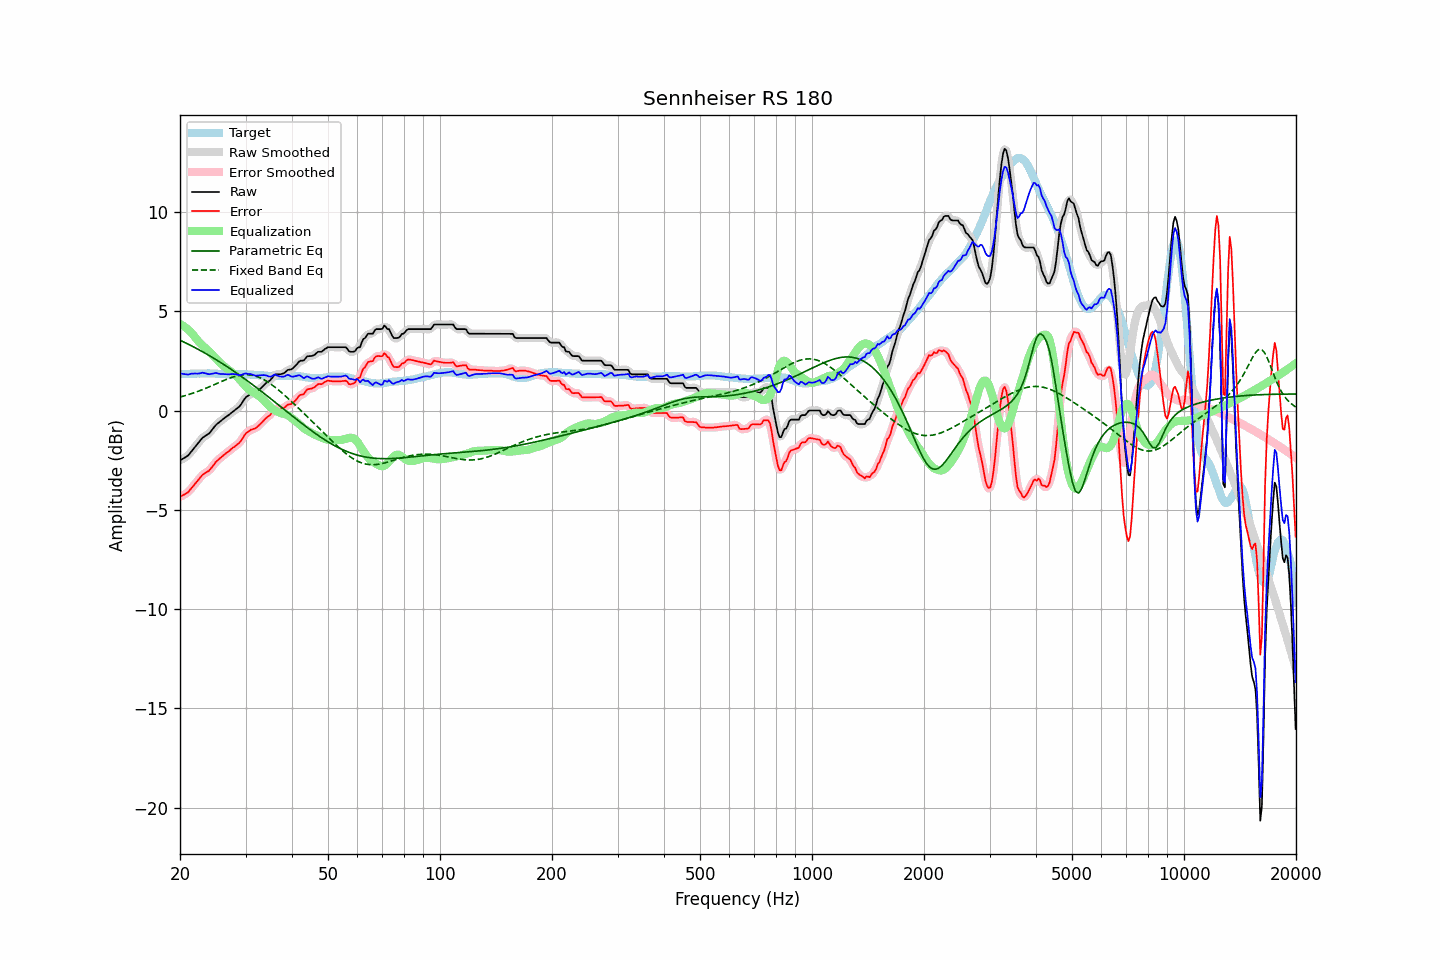 Sennheiser RS 180
Target
Raw Smoothed
Error Smoothed
Raw
Error
Equalization
Parametric Eq
Fixed Band Eq
Equalized
Amplitude (dBr)
10
5
0
−5
−10
−15
−20
20
50
100
200
500
1000
2000
5000
10000
20000
Frequency (Hz)